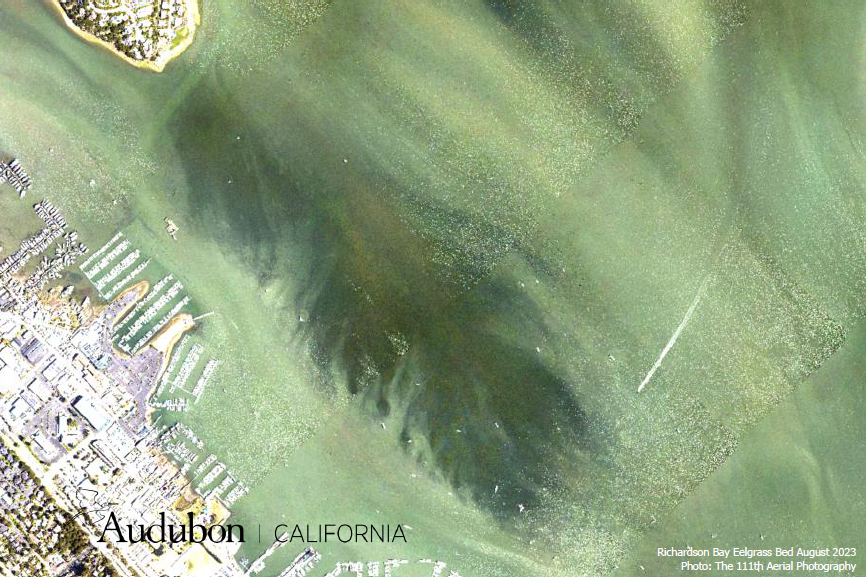 Audubon | CALIFORNIA
Richardson Bay Eelgrass Bed August 2023
Photo: The 111th Aerial Photography